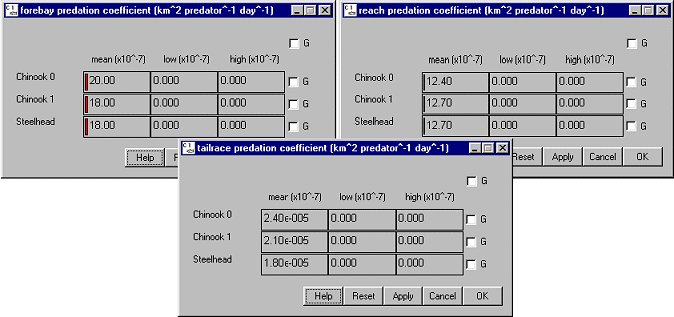 forebay predation coefficient (km^2 predator^-1 day^-1)
G
mean (x10^-7) low (x10^-7) high (x10^-7)
Chinook 0 20.00 0.000 0.000 G
Chinook 1 18.00 0.000 0.000 G
Steelhead 18.00 0.000 0.000 G
Help
reach predation coefficient (km^2 predator^-1 day^-1)
G
mean (x10^-7) low (x10^-7) high (x10^-7)
Chinook 0 12.40 0.000 0.000 G
Chinook 1 12.70 0.000 0.000 G
Steelhead 12.70 0.000 0.000 G
Reset Apply Cancel OK
tailrace predation coefficient (km^2 predator^-1 day^-1)
G
mean (x10^-7) low (x10^-7) high (x10^-7)
Chinook 0 2.40e-005 0.000 0.000 G
Chinook 1 2.10e-005 0.000 0.000 G
Steelhead 1.80e-005 0.000 0.000 G
Help Reset Apply Cancel OK